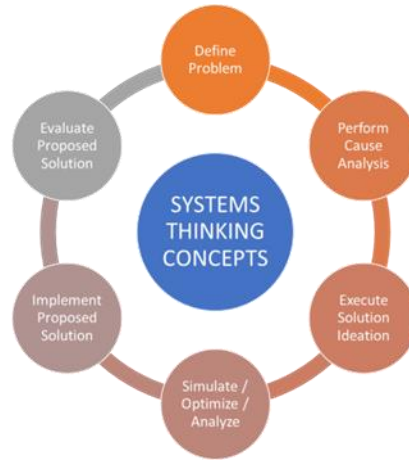 Define
Problem
Perform
Cause
Analysis
Execute
Solution
Ideation
Simulate /
Optimize /
Analyze
Implement
Proposed
Solution
Evaluate
Proposed
Solution
SYSTEMS
THINKING
CONCEPTS